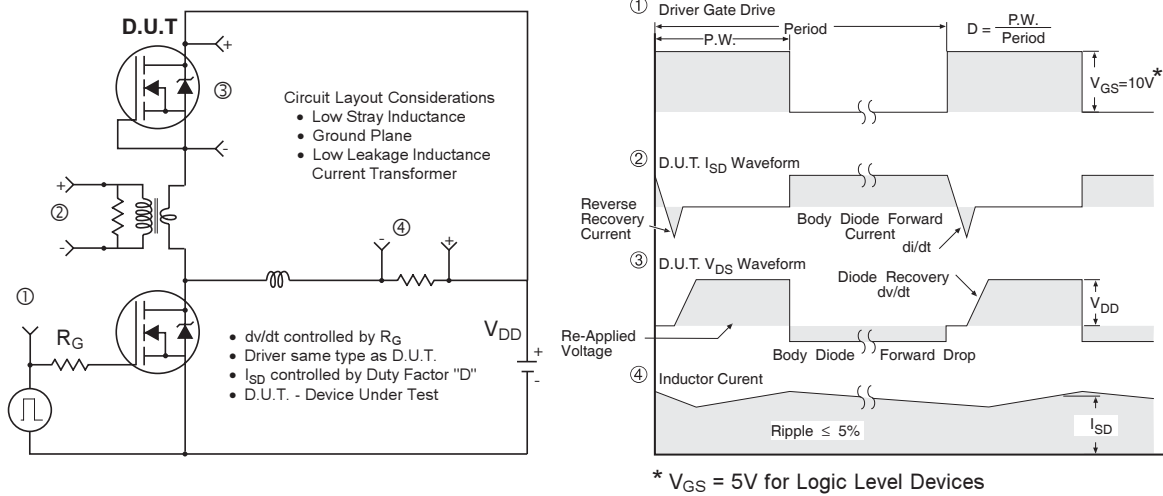 D.U.T
+
③
-
Circuit Layout Considerations
• Low Stray Inductance
• Ground Plane
• Low Leakage Inductance
Current Transformer
+
②
-
④
- +
①
R_G
V_DD
+
-
• dv/dt controlled by R_G
• Driver same type as D.U.T.
• I_SD controlled by Duty Factor "D"
• D.U.T. - Device Under Test
① Driver Gate Drive
P.W.
Period
D = P.W. / Period
V_GS=10V*
② D.U.T. I_SD Waveform
Reverse
Recovery
Current
Body Diode Forward
Current
di/dt
③ D.U.T. V_DS Waveform
Diode Recovery
dv/dt
V_DD
Re-Applied
Voltage
Body Diode Forward Drop
④ Inductor Curent
Ripple ≤ 5%
I_SD
* V_GS = 5V for Logic Level Devices